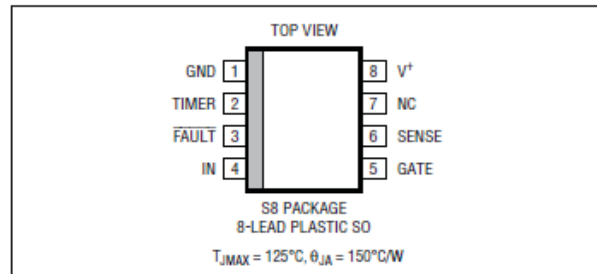 TOP VIEW
GND 1 8 V+
TIMER 2 7 NC
FAULT 3 6 SENSE
IN 4 5 GATE
S8 PACKAGE
8-LEAD PLASTIC SO
TJMAX = 125°C, θJA = 150°C/W